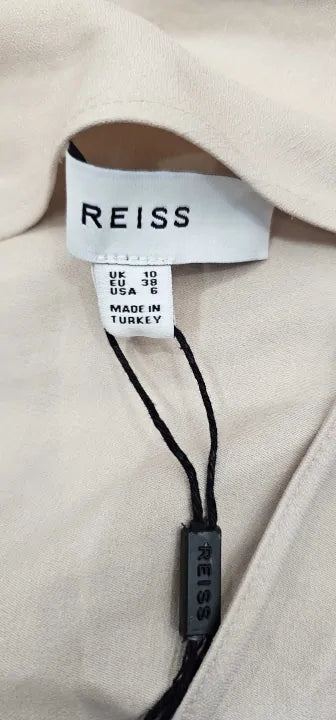 REISS
UK 10
EU 38
USA 6
MADE IN
TURKEY
REISS